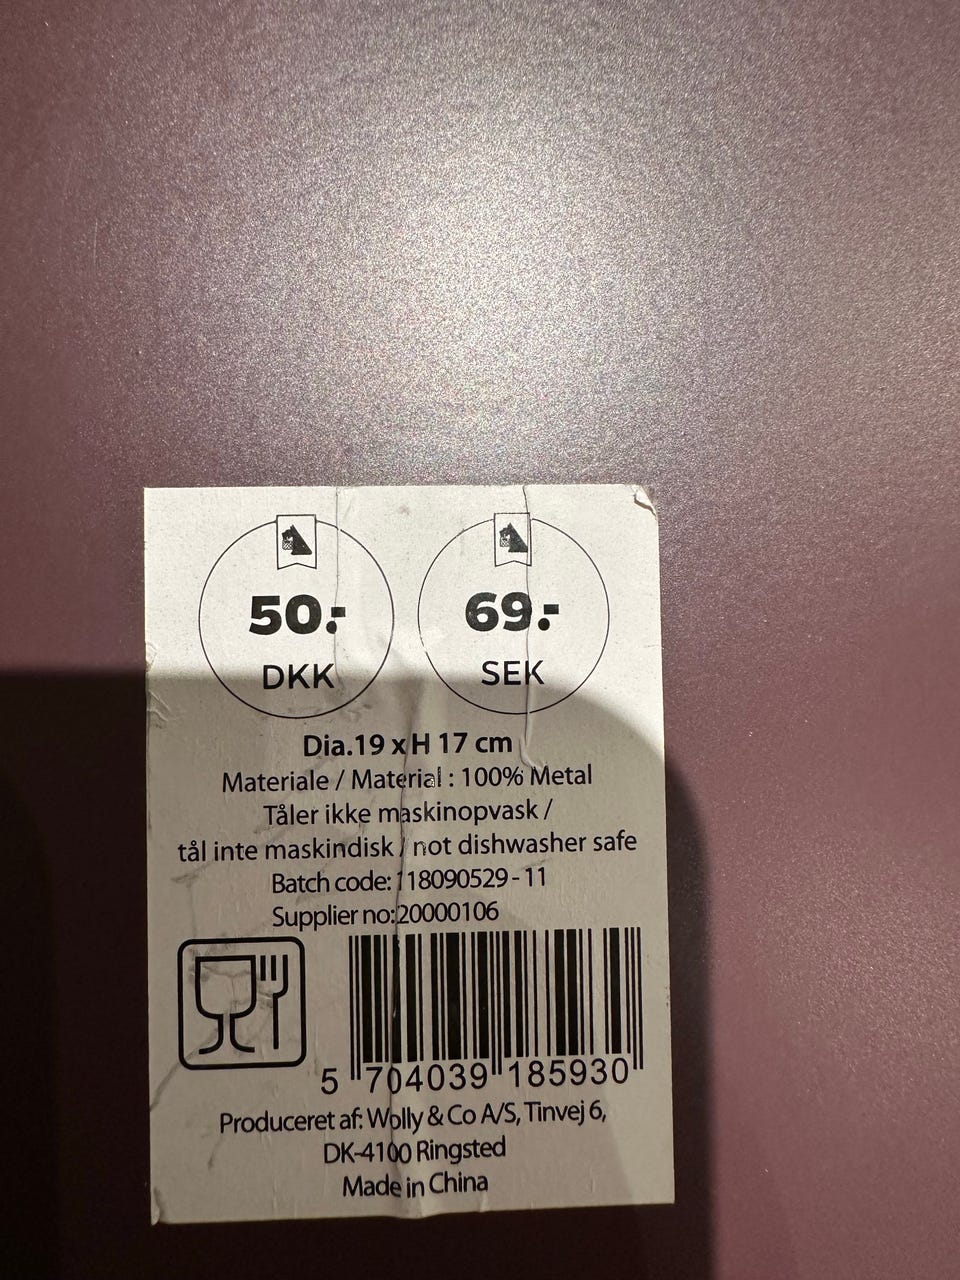 50.-
DKK
69.-
SEK
Dia.19 x H 17 cm
Materiale / Material : 100% Metal
Tåler ikke maskinopvask /
tål inte maskindisk / not dishwasher safe
Batch code: 118090529 - 11
Supplier no:20000106
5 704039 185930
Produceret af: Wolly & Co A/S, Tinvej 6,
DK-4100 Ringsted
Made in China